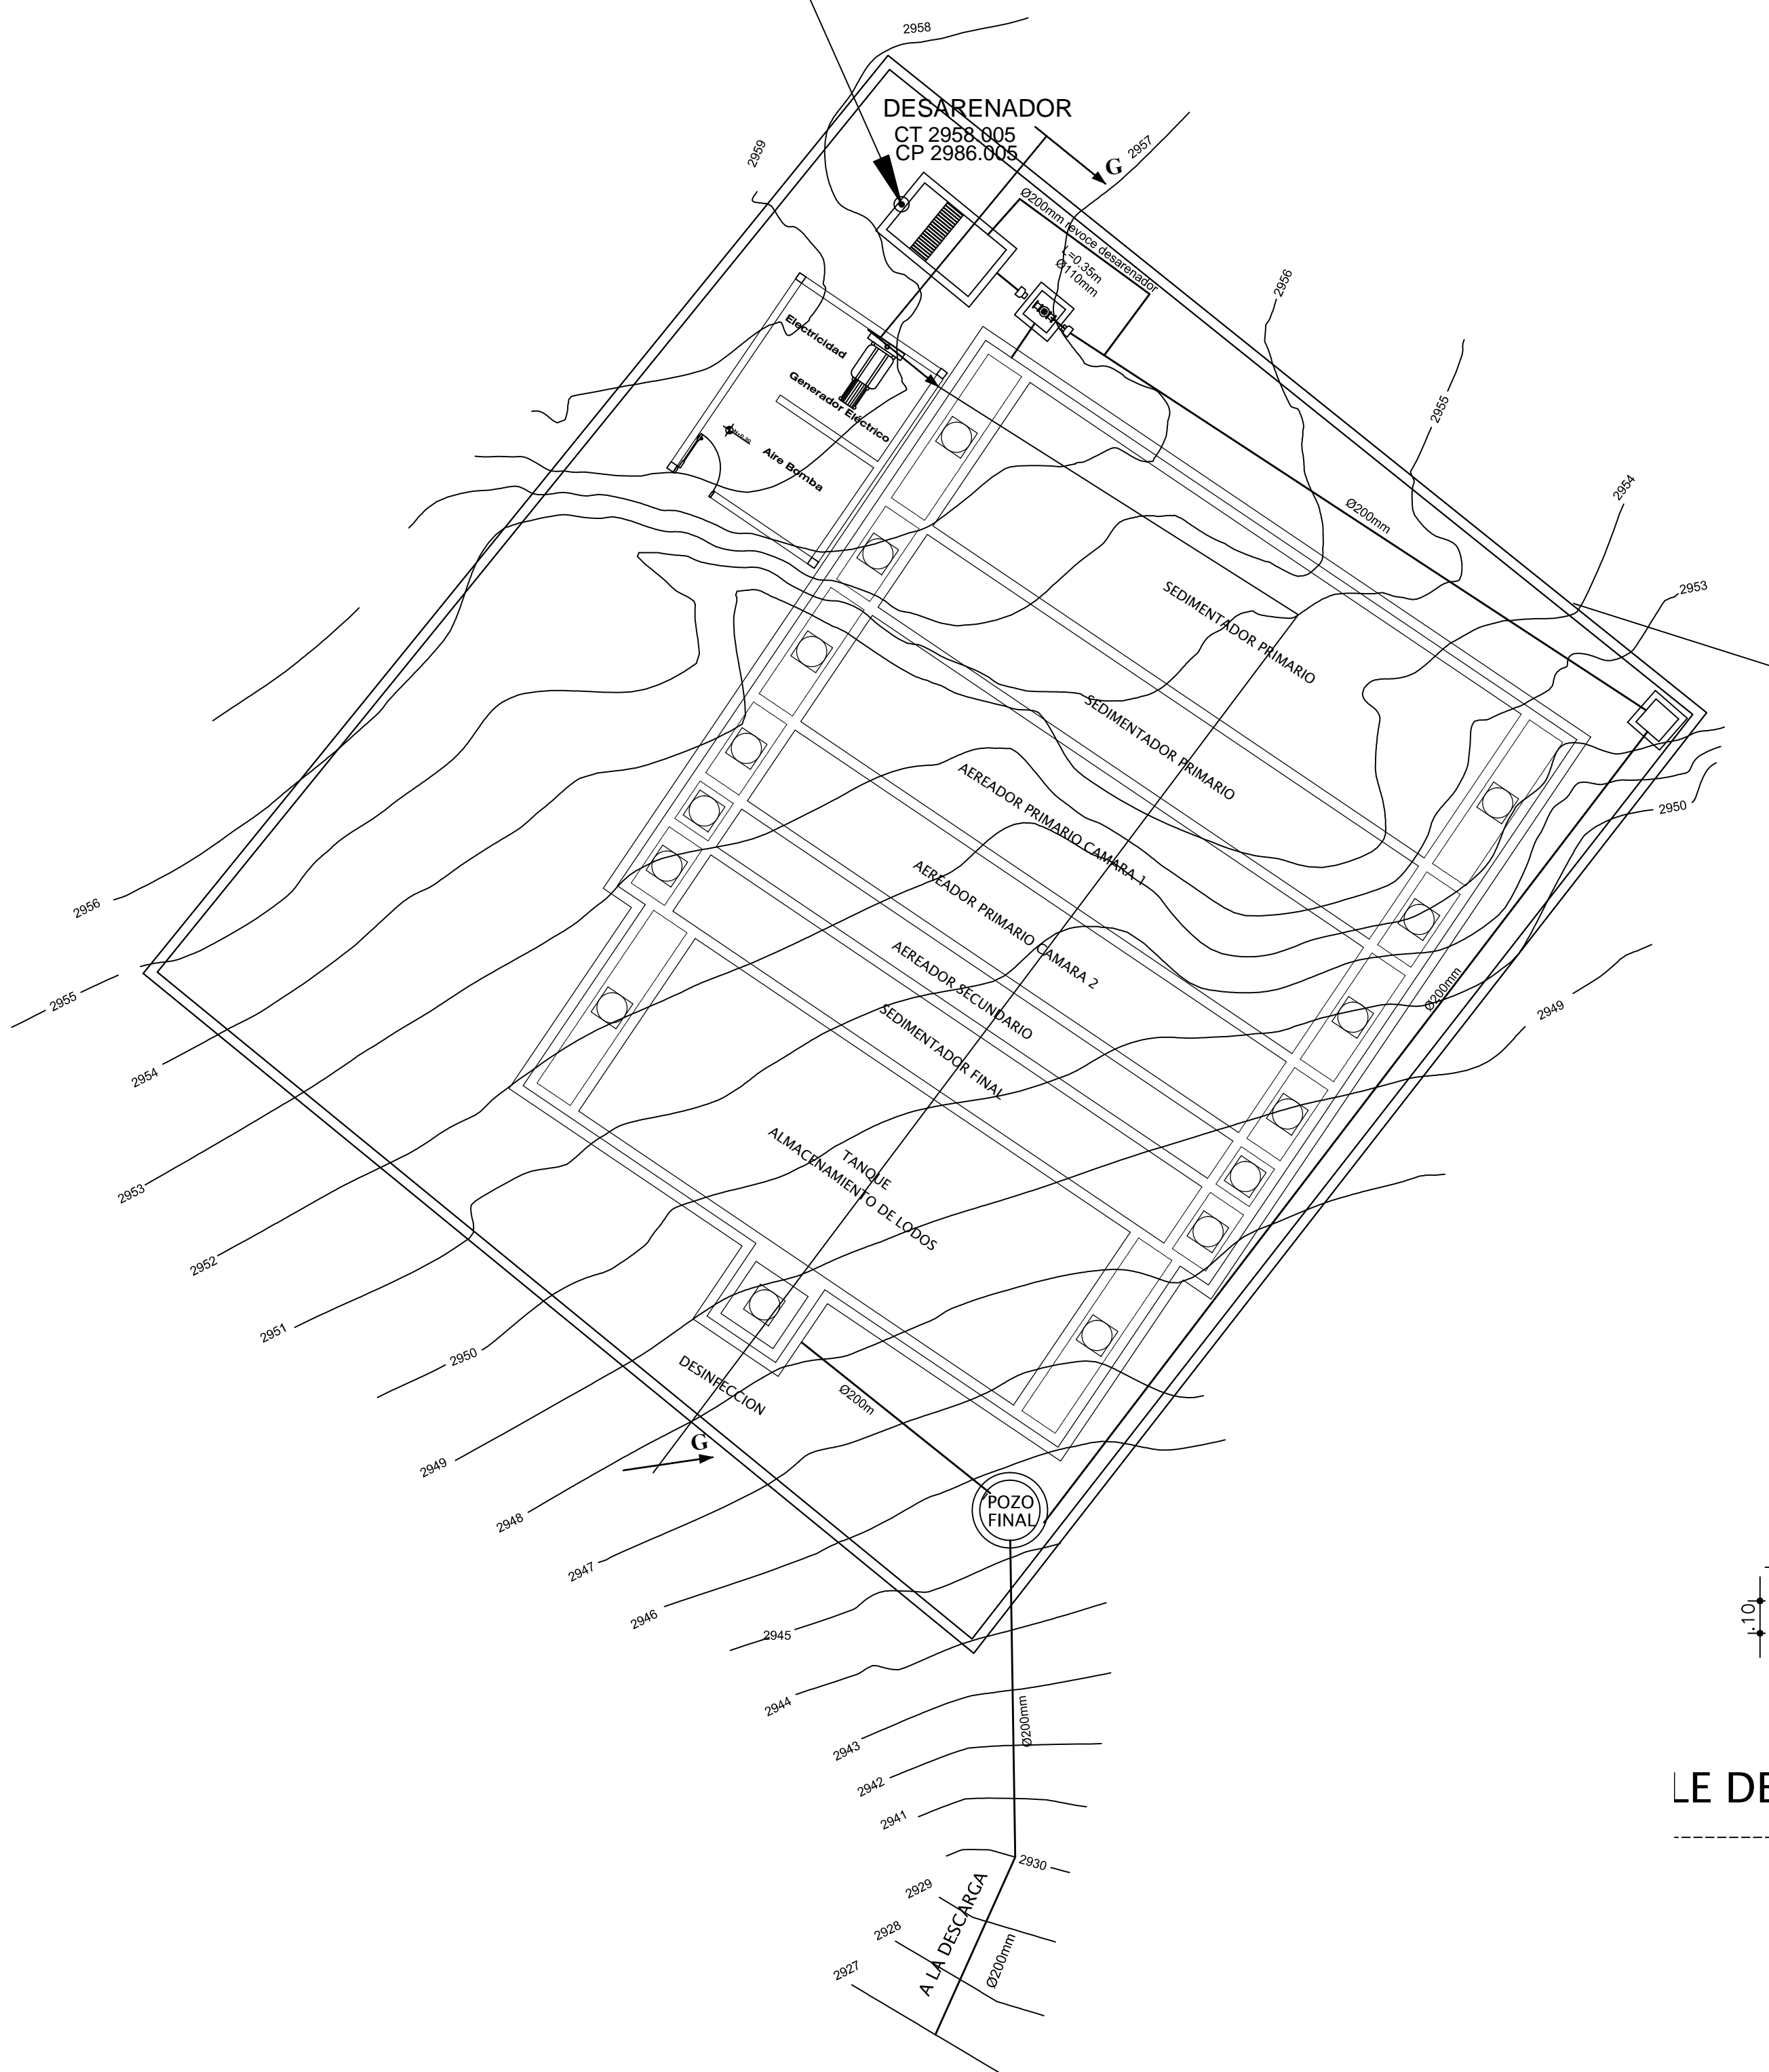 2958
DESARENADOR
CT 2958.005
CP 2986.005
G
2957
2959
Ø200mm revoce desarenador
L=0.35m
Ø110mm
2956
2955
2954
2953
Electricidad
Generador Eléctrico
Aire Bomba
Ø200mm
SEDIMENTADOR PRIMARIO
SEDIMENTADOR PRIMARIO
AEREADOR PRIMARIO CAMARA 1
AEREADOR PRIMARIO CAMARA 2
AEREADOR SECUNDARIO
SEDIMENTADOR FINAL
TANQUE
ALMACENAMIENTO DE LODOS
DESINFECCION
2950
Ø200mm
2949
2956
2955
2954
2953
2952
2951
2950
2949
2948
2947
2946
2945
2944
2943
2942
2941
G
Ø200m
POZO
FINAL
Ø200mm
2930
2929
2928
2927
A LA DESCARGA
Ø200mm
.10
LE DE